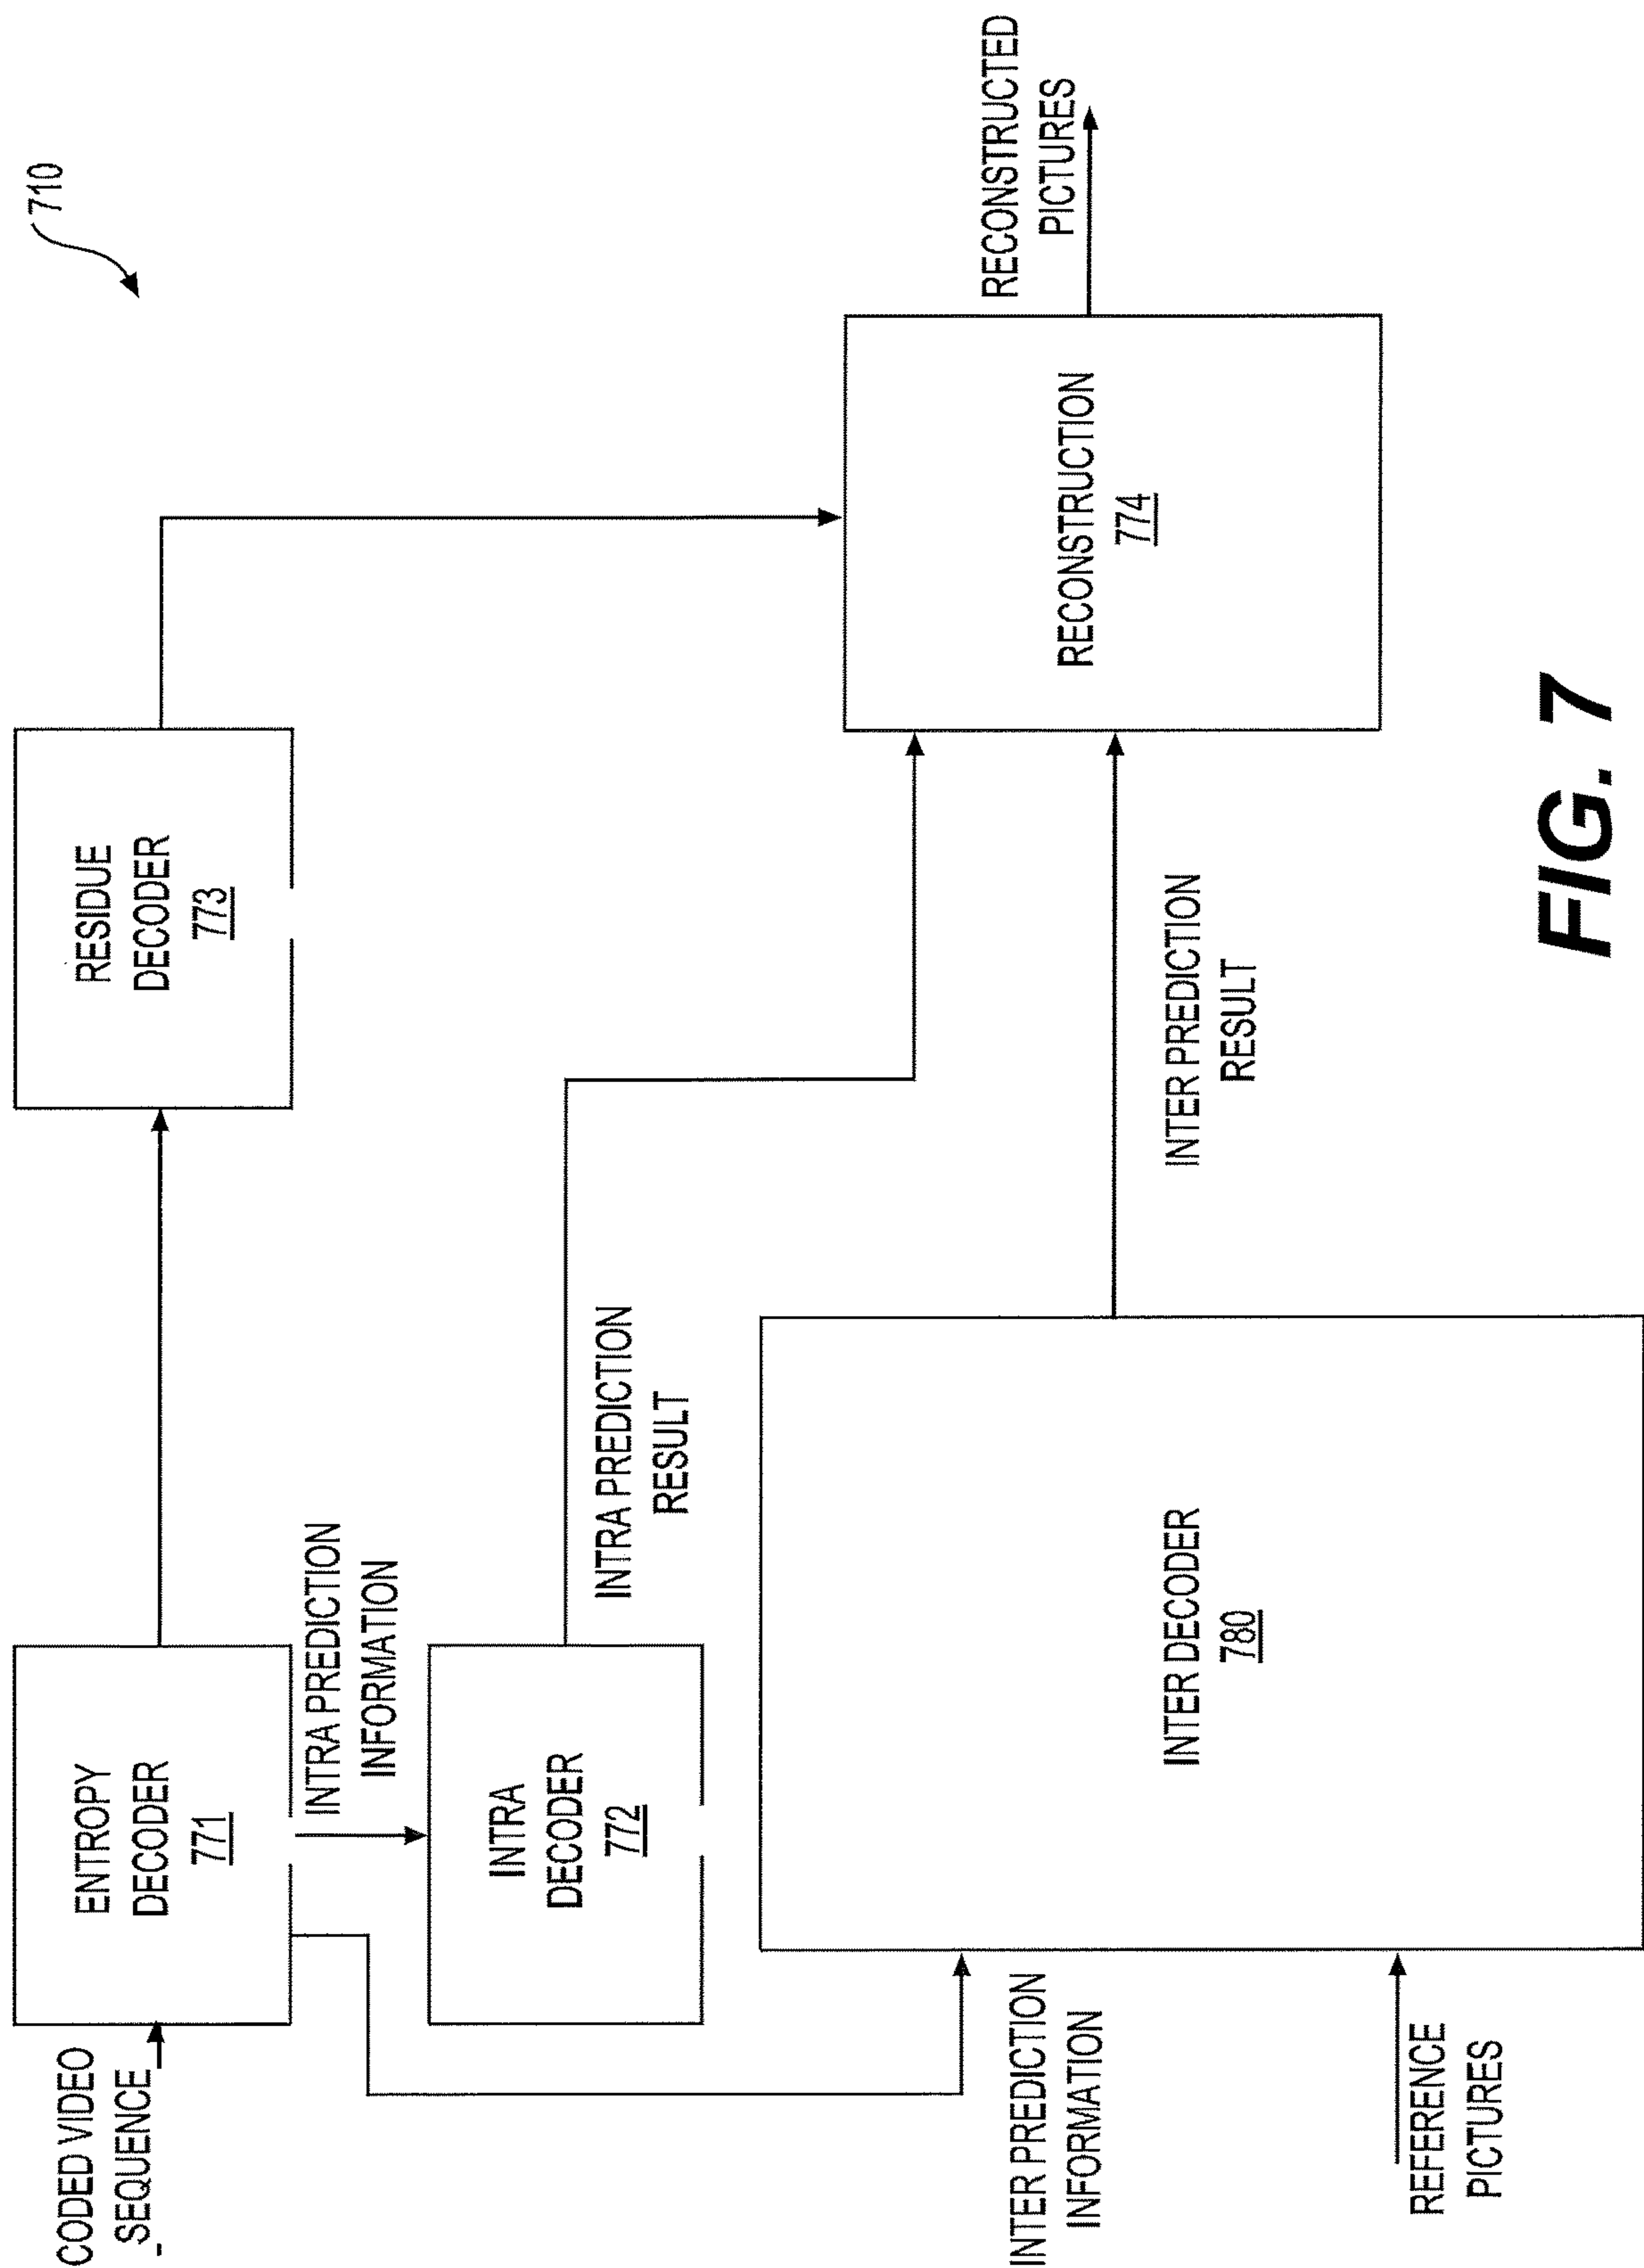 710
CODED VIDEO
SEQUENCE
ENTROPY
DECODER
771
RESIDUE
DECODER
773
INTRA PREDICTION
INFORMATION
INTRA
DECODER
772
INTRA PREDICTION
RESULT
RECONSTRUCTED
PICTURES
RECONSTRUCTION
774
INTER PREDICTION
INFORMATION
INTER DECODER
780
INTER PREDICTION
RESULT
REFERENCE
PICTURES
FIG. 7